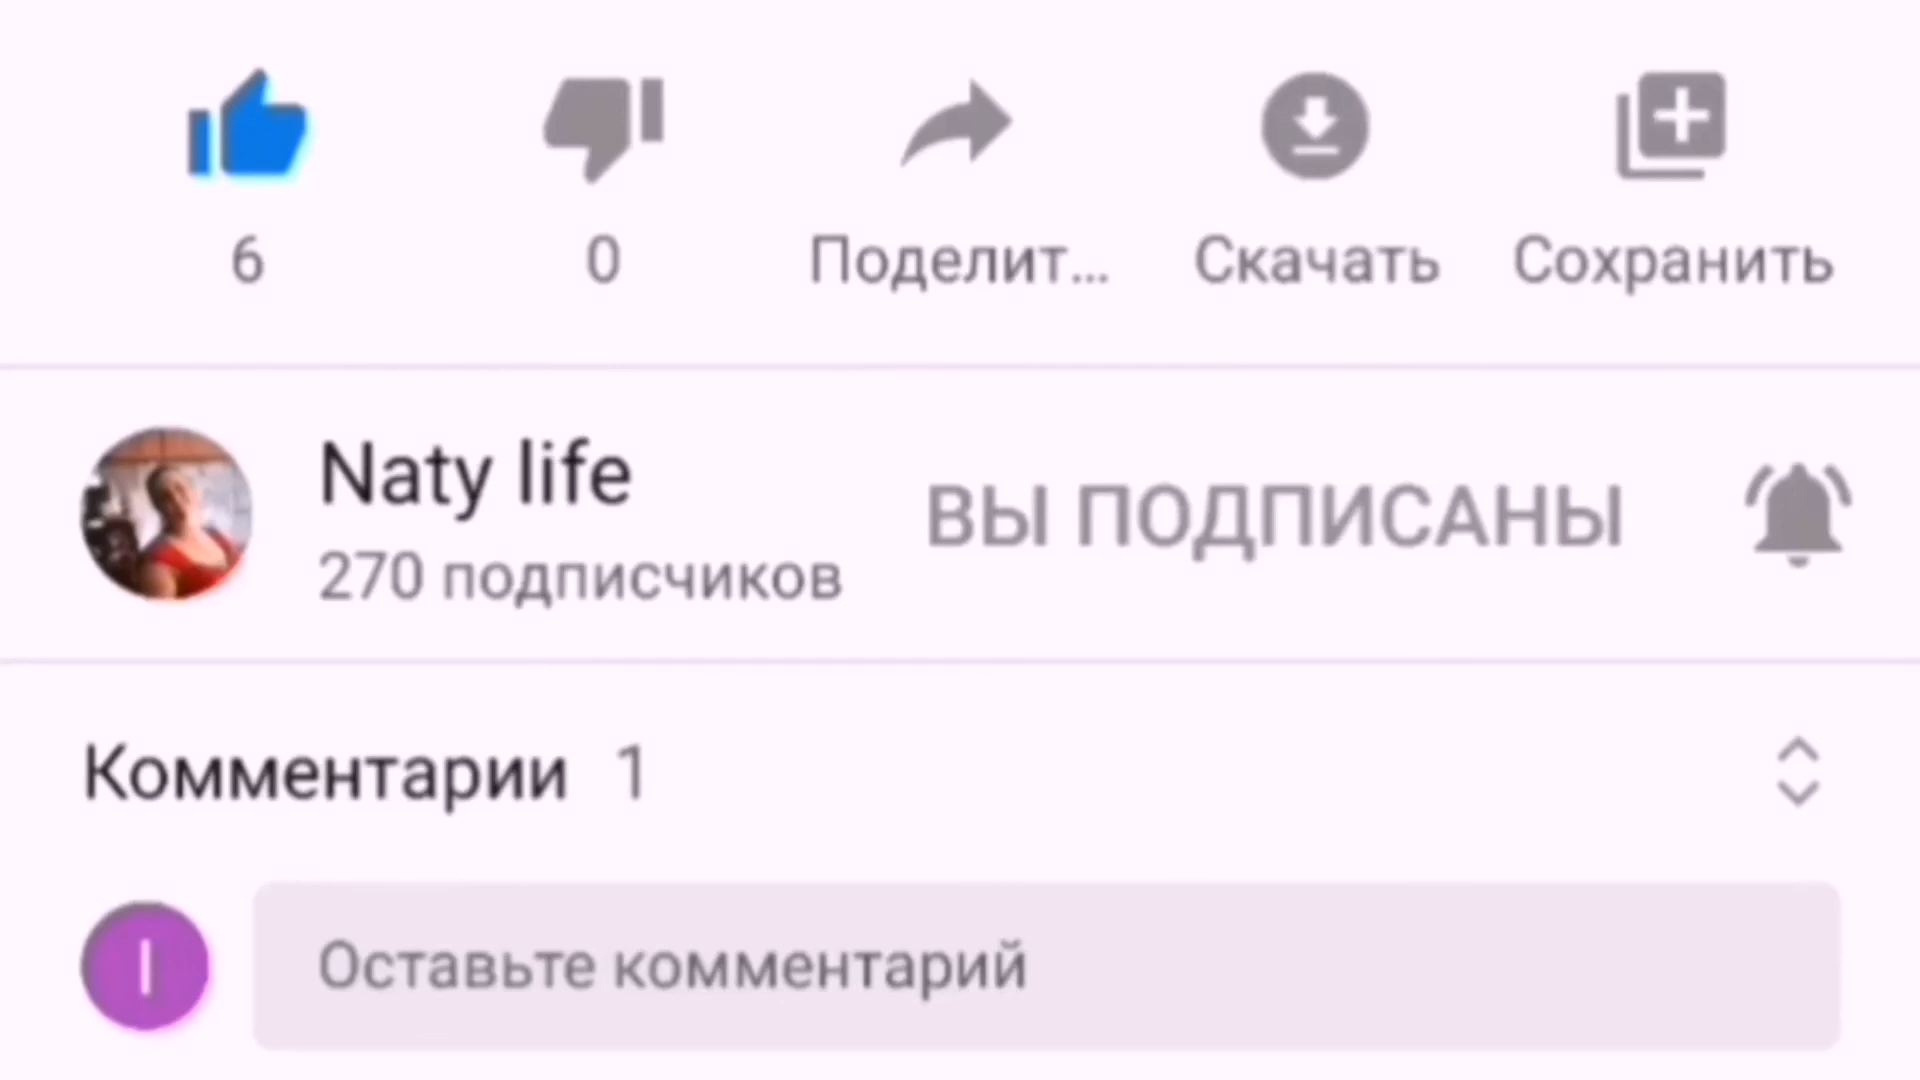 6
0
Поделит...
Скачать
Сохранить
Naty life
ВЫ ПОДПИСАНЫ
270 подписчиков
Комментарии 1
I
Оставьте комментарий